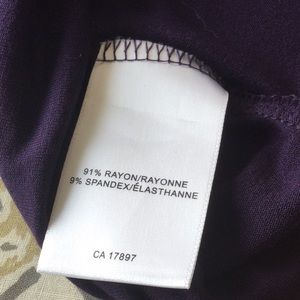 91% RAYON/RAYONNE
9% SPANDEX/ÉLASTHANNE
CA 17897